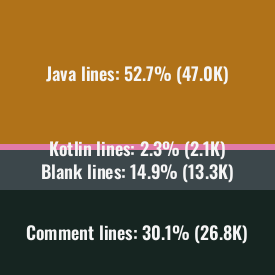 Java lines: 52.7% (47.0K)
Kotlin lines: 2.3% (2.1K)
Blank lines: 14.9% (13.3K)
Comment lines: 30.1% (26.8K)